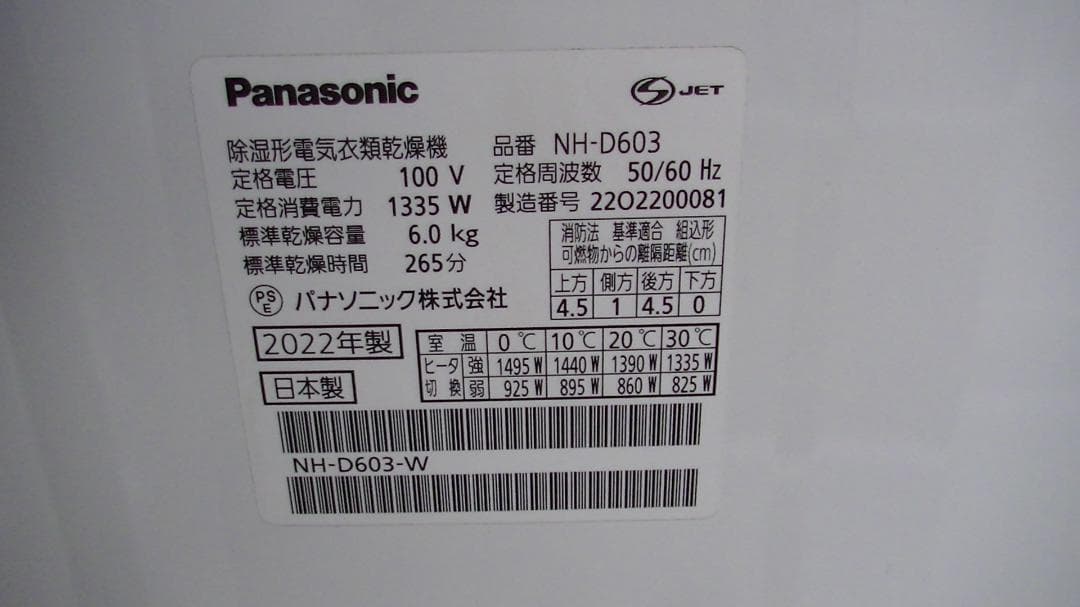 Panasonic
S JET
除湿形電気衣類乾燥機 品番 NH-D603
定格電圧 100 V 定格周波数 50/60 Hz
定格消費電力 1335 W 製造番号 22O2200081
標準乾燥容量 6.0 kg
標準乾燥時間 265分
消防法 基準適合 組込形
可燃物からの離隔距離(cm)
上方 側方 後方 下方
4.5 1 4.5 0
PS
E パナソニック株式会社
2022年製
日本製
室温 0℃ 10℃ 20℃ 30℃
ヒータ 強 1495 W 1440 W 1390 W 1335 W
切換 弱 925 W 895 W 860 W 825 W
NH-D603-W